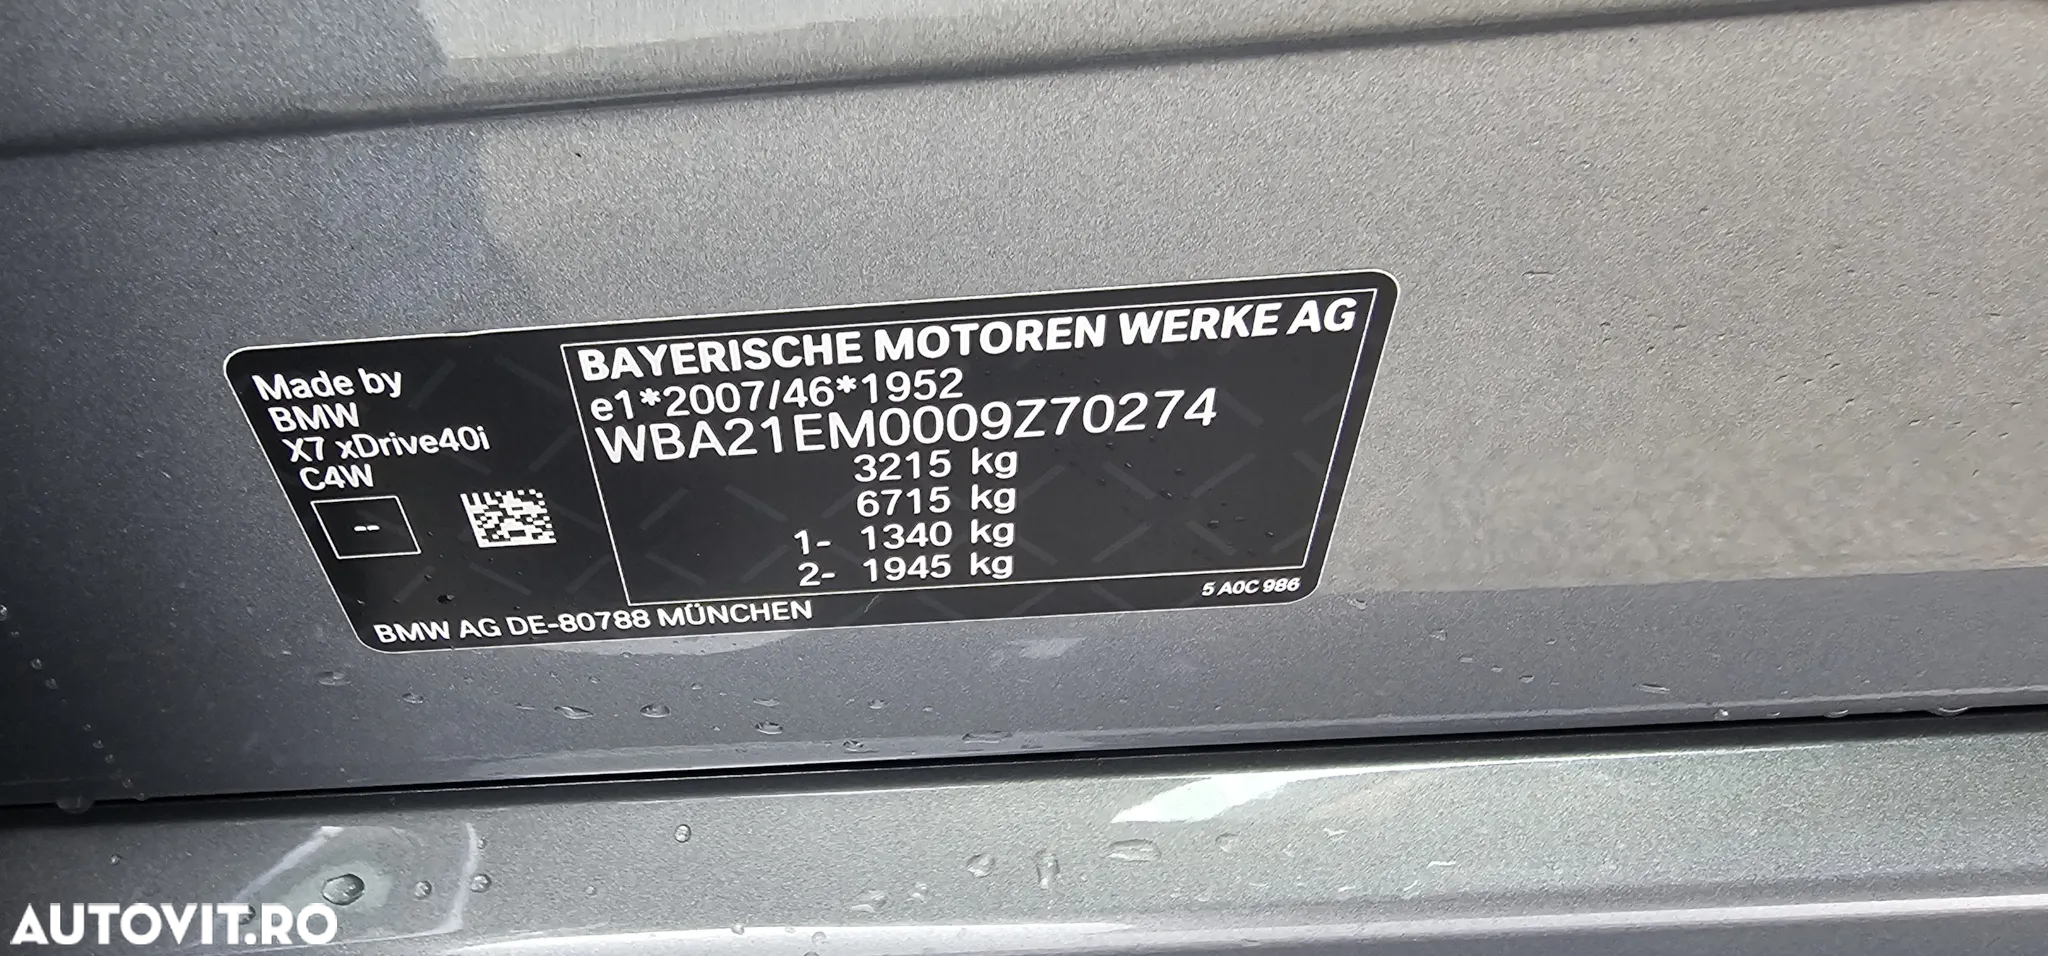 BAYERISCHE MOTOREN WERKE AG
e1*2007/46*1952
WBA21EM0009Z70274
3215 kg
6715 kg
1- 1340 kg
2- 1945 kg
Made by
BMW
X7 xDrive40i
C4W
--
5 A0C 986
BMW AG DE-80788 MÜNCHEN
AUTOVIT.RO